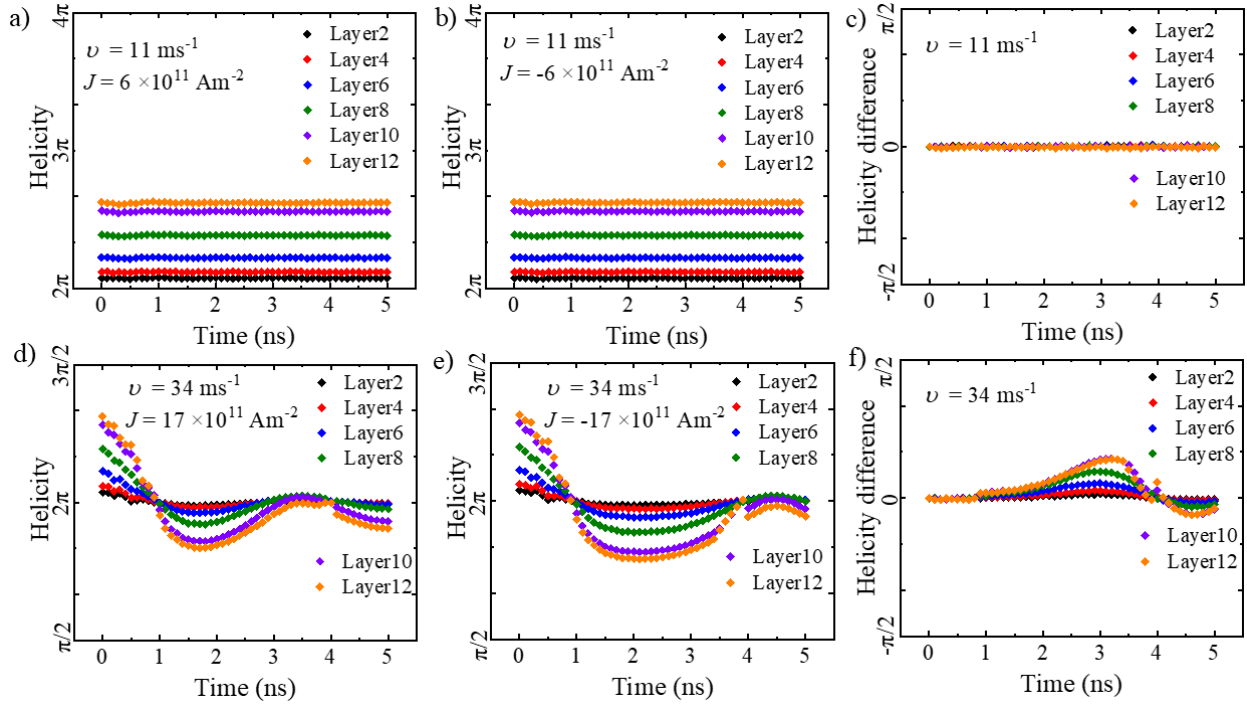 a)
4π
3π
2π
Helicity
υ = 11 ms⁻¹
J = 6 ×10¹¹ Am⁻²
Layer2
Layer4
Layer6
Layer8
Layer10
Layer12
0 1 2 3 4 5
Time (ns)
b)
4π
3π
2π
Helicity
υ = 11 ms⁻¹
J = -6 ×10¹¹ Am⁻²
Layer2
Layer4
Layer6
Layer8
Layer10
Layer12
0 1 2 3 4 5
Time (ns)
c)
π/2
0
-π/2
Helicity difference
υ = 11 ms⁻¹
Layer2
Layer4
Layer6
Layer8
Layer10
Layer12
0 1 2 3 4 5
Time (ns)
d)
3π/2
2π
π/2
Helicity
υ = 34 ms⁻¹
J = 17 ×10¹¹ Am⁻²
Layer2
Layer4
Layer6
Layer8
Layer10
Layer12
0 1 2 3 4 5
Time (ns)
e)
3π/2
2π
π/2
Helicity
υ = 34 ms⁻¹
J = -17 ×10¹¹ Am⁻²
Layer2
Layer4
Layer6
Layer8
Layer10
Layer12
0 1 2 3 4 5
Time (ns)
f)
π/2
0
-π/2
Helicity difference
υ = 34 ms⁻¹
Layer2
Layer4
Layer6
Layer8
Layer10
Layer12
0 1 2 3 4 5
Time (ns)